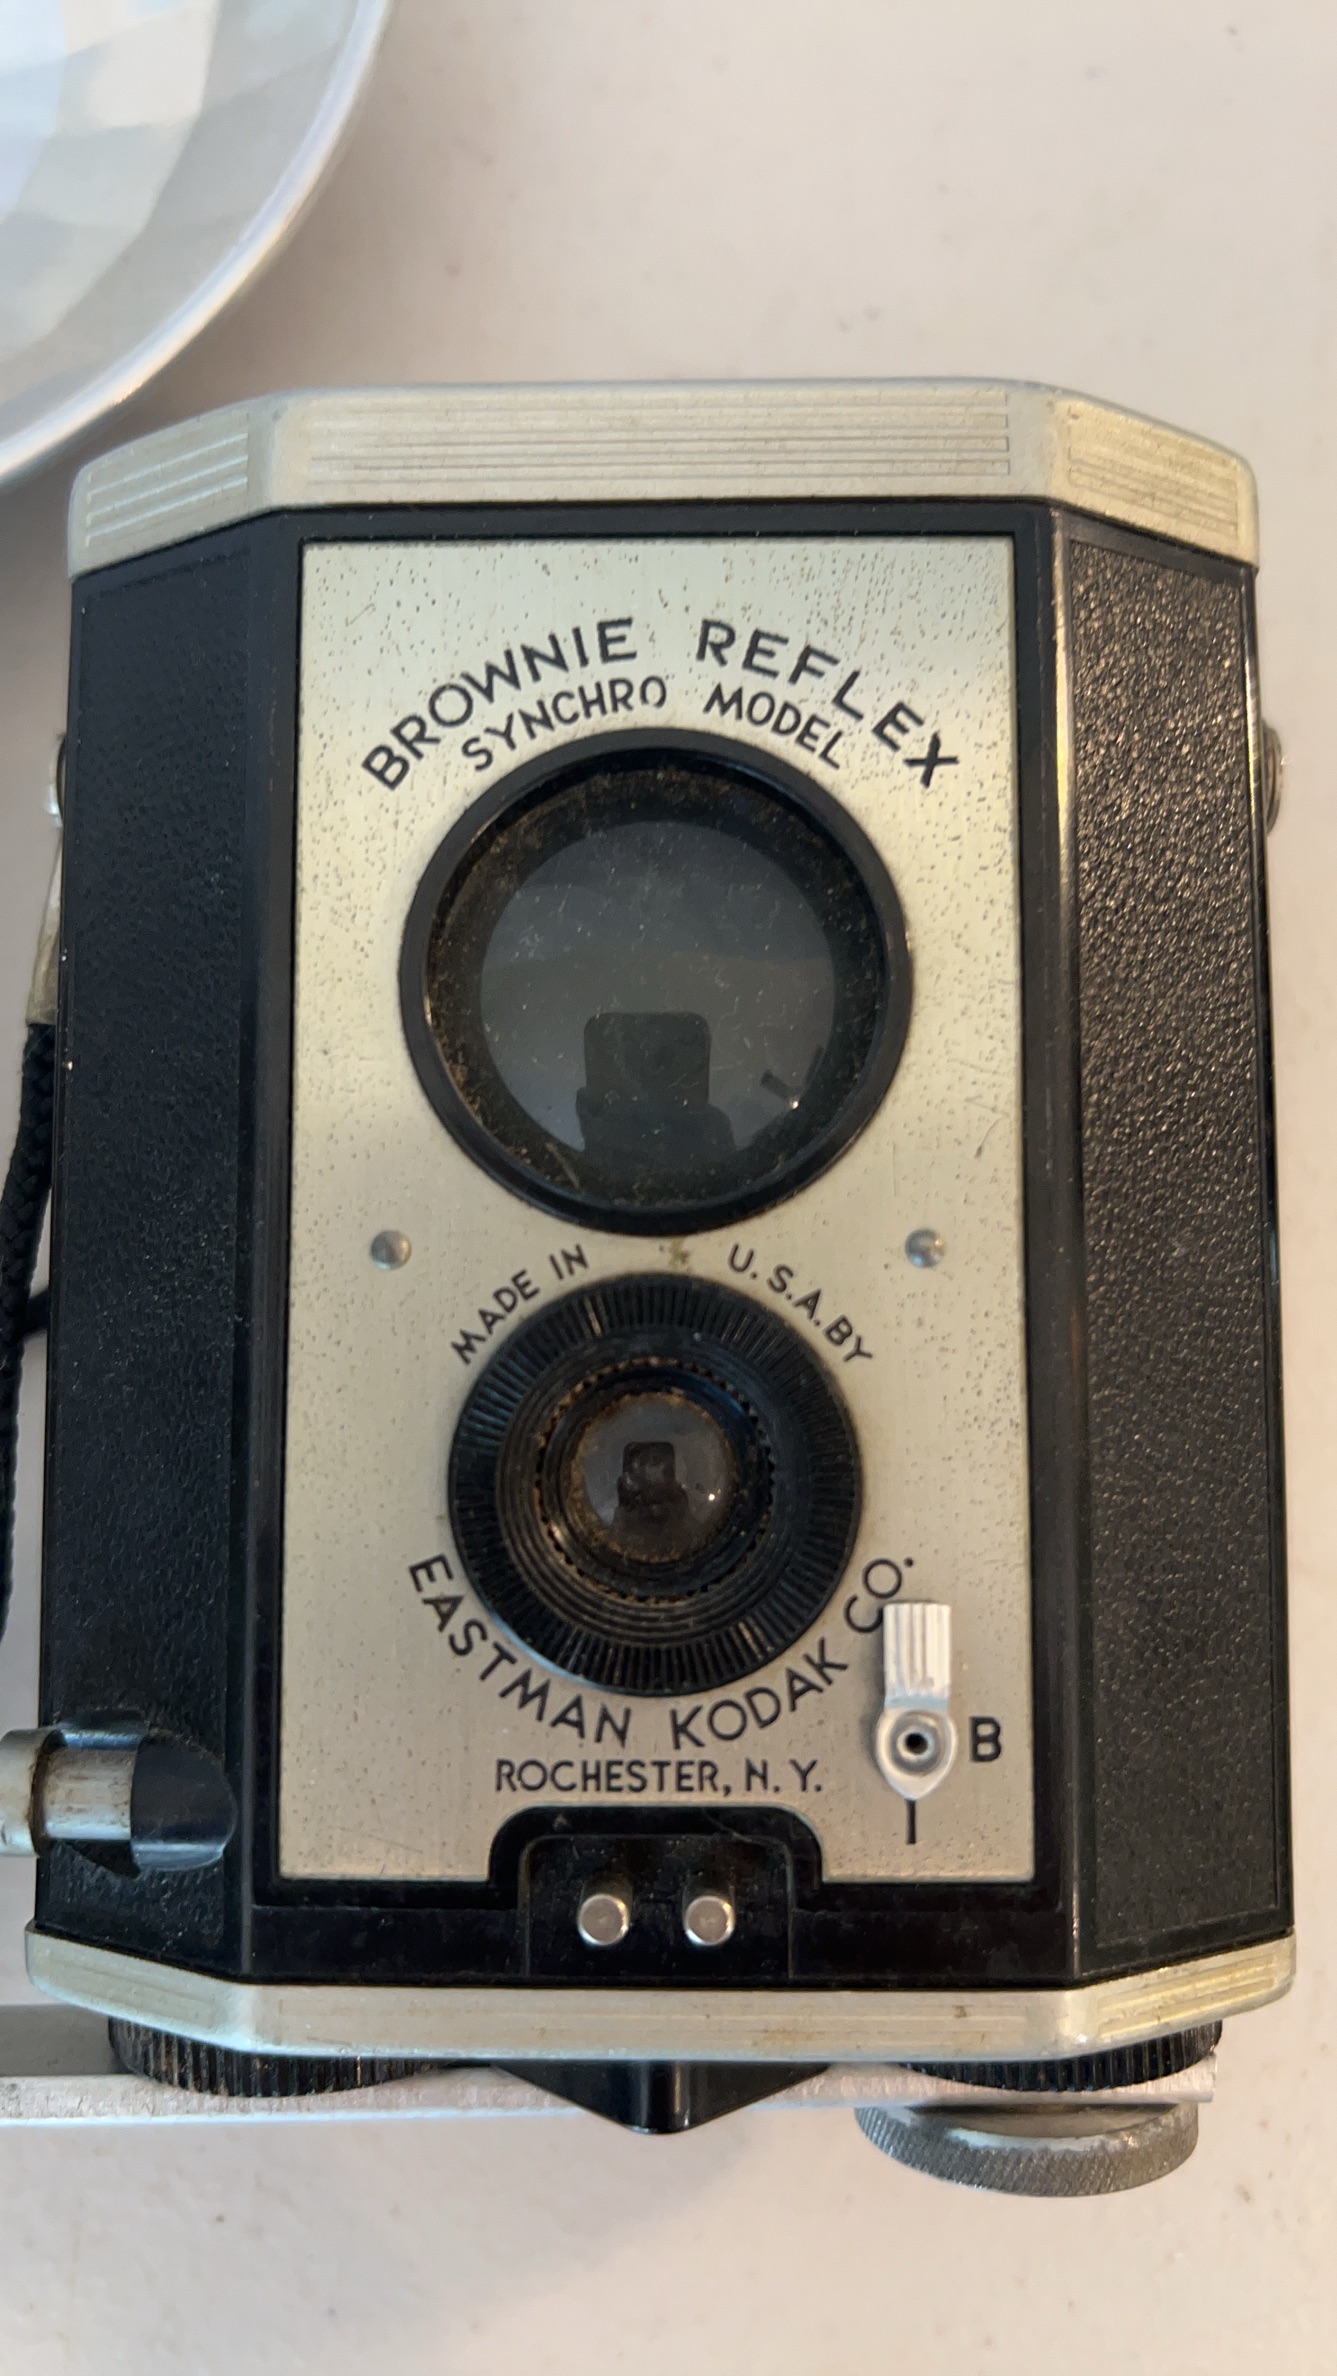 BROWNIE REFLEX
SYNCHRO MODEL
MADE IN U.S.A. BY
EASTMAN KODAK CO.
ROCHESTER, N. Y.
B
I